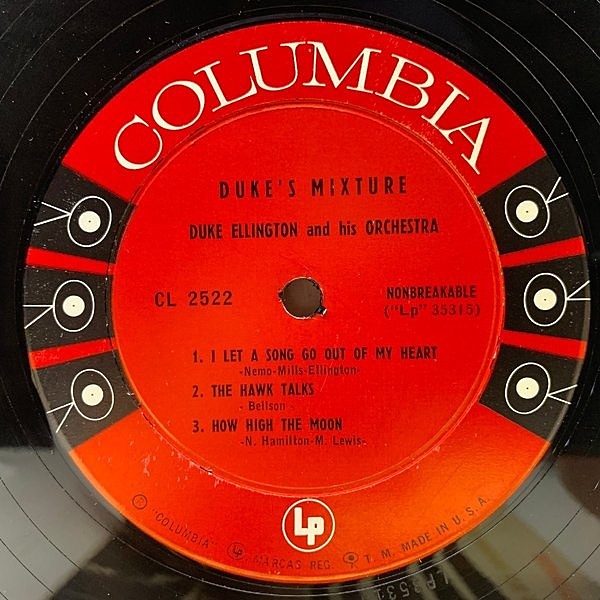 COLUMBIA
DUKE'S MIXTURE
DUKE ELLINGTON and his ORCHESTRA
CL 2522
NONBREAKABLE
("Lp" 35315)
1. I LET A SONG GO OUT OF MY HEART
-Nemo-Mills-Ellington-
2. THE HAWK TALKS
- Bellson -
3. HOW HIGH THE MOON
-N. Hamilton-M. Lewis-
Lp
"COLUMBIA" Lp MARCAS REG. T. M. MADE IN U.S.A.